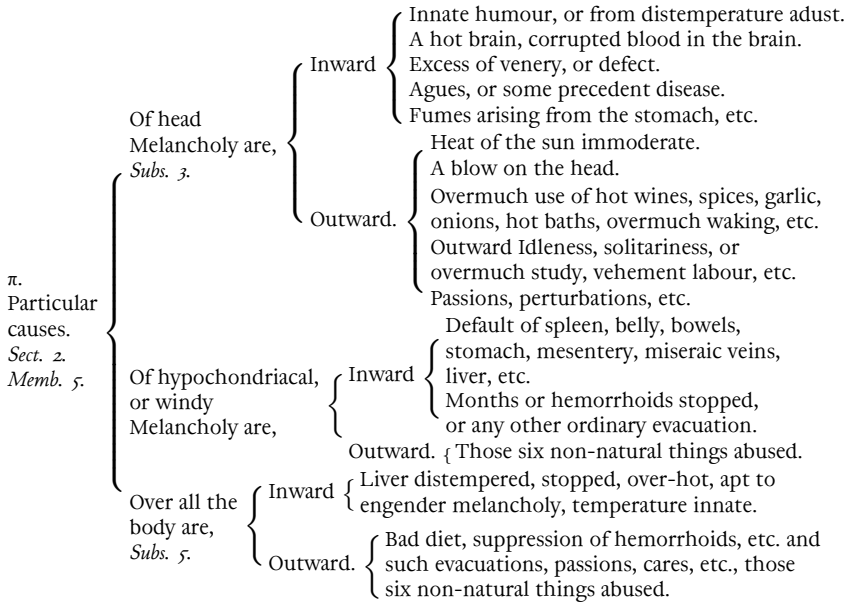 π.
Particular
causes.
Sect. 2.
Memb. 5.
Of head
Melancholy are,
Subs. 3.
Inward
Innate humour, or from distemperature adust.
A hot brain, corrupted blood in the brain.
Excess of venery, or defect.
Agues, or some precedent disease.
Fumes arising from the stomach, etc.
Outward.
Heat of the sun immoderate.
A blow on the head.
Overmuch use of hot wines, spices, garlic,
onions, hot baths, overmuch waking, etc.
Outward Idleness, solitariness, or
overmuch study, vehement labour, etc.
Passions, perturbations, etc.
Of hypochondriacal,
or windy
Melancholy are,
Inward
Default of spleen, belly, bowels,
stomach, mesentery, miseraic veins,
liver, etc.
Months or hemorrhoids stopped,
or any other ordinary evacuation.
Outward.
Those six non-natural things abused.
Over all the
body are,
Subs. 5.
Inward
Liver distempered, stopped, over-hot, apt to
engender melancholy, temperature innate.
Outward.
Bad diet, suppression of hemorrhoids, etc. and
such evacuations, passions, cares, etc., those
six non-natural things abused.